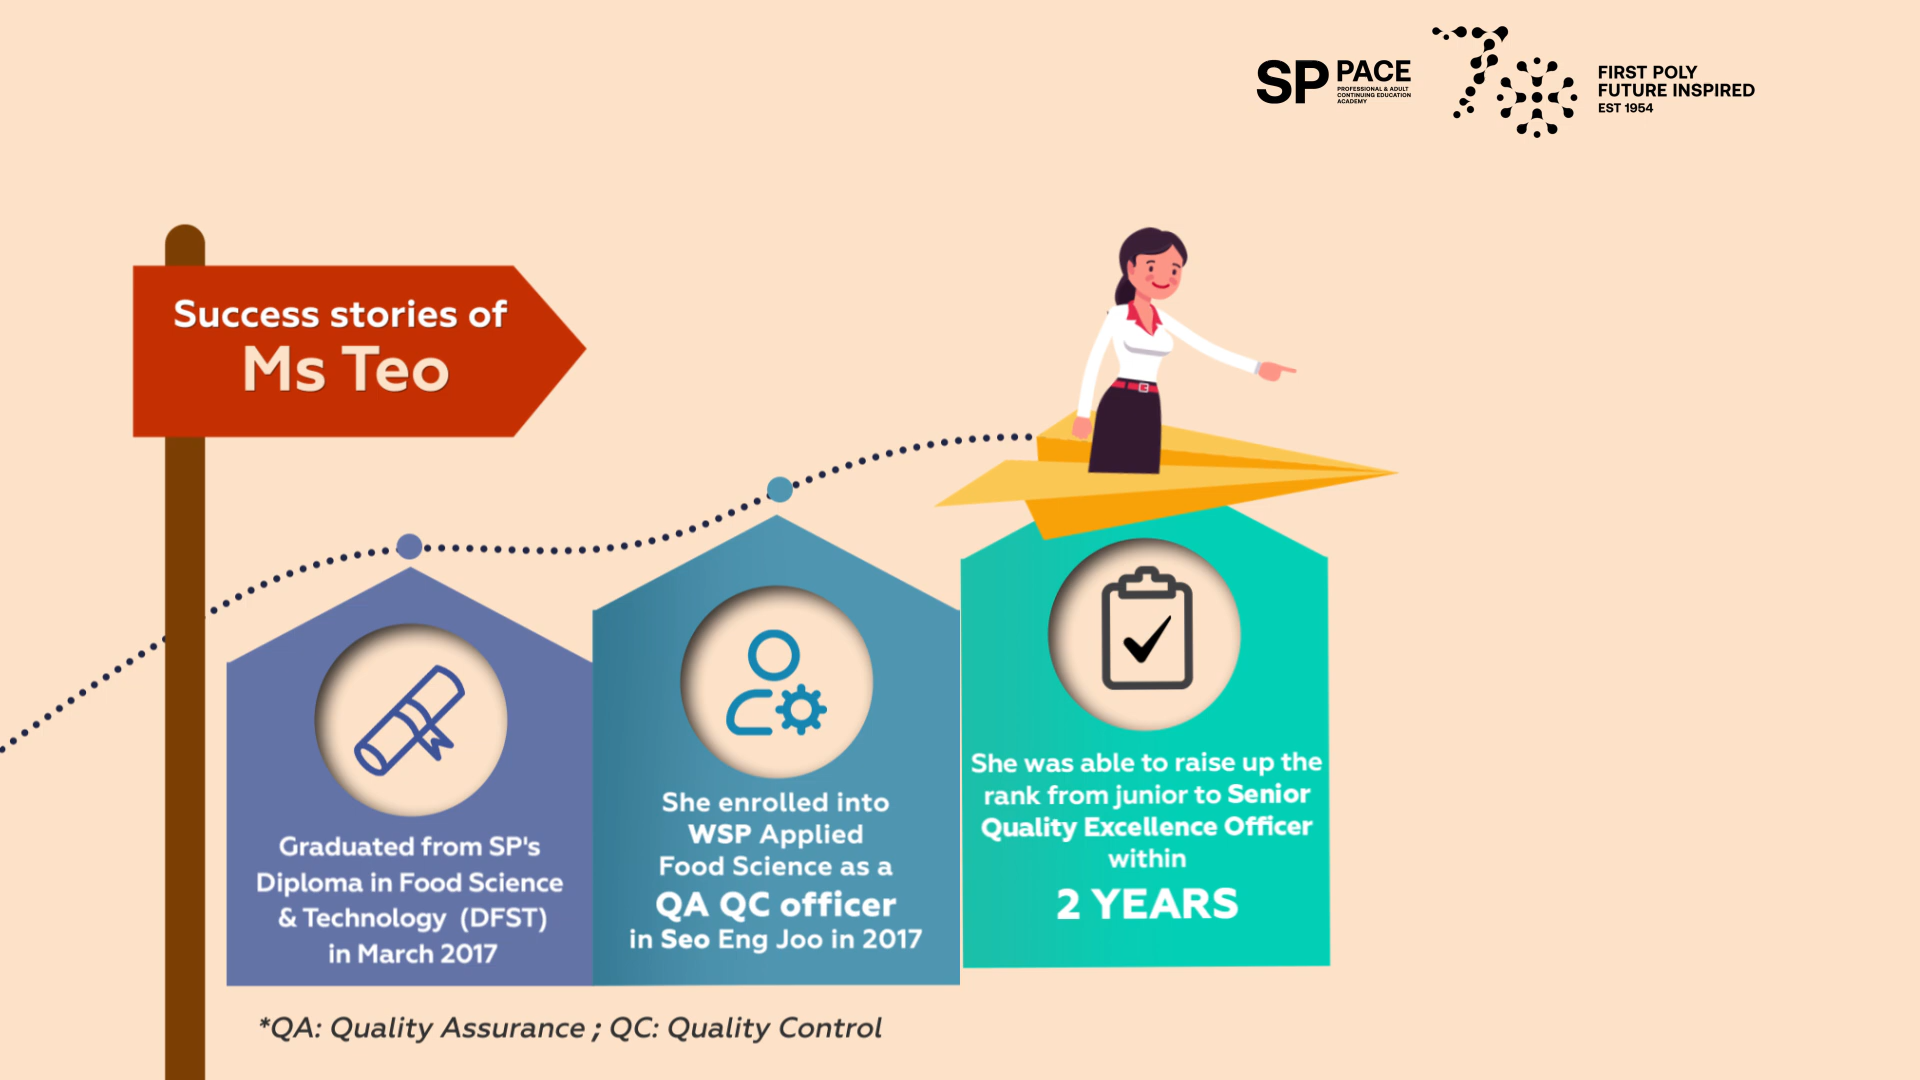 SP PACE
PROFESSIONAL & ADULT
CONTINUING EDUCATION
ACADEMY
70
FIRST POLY
FUTURE INSPIRED
EST 1954
Success stories of
Ms Teo
Graduated from SP's
Diploma in Food Science
& Technology (DFST)
in March 2017
She enrolled into
WSP Applied
Food Science as a
QA QC officer
in Seo Eng Joo in 2017
She was able to raise up the
rank from junior to Senior
Quality Excellence Officer
within
2 YEARS
*QA: Quality Assurance ; QC: Quality Control